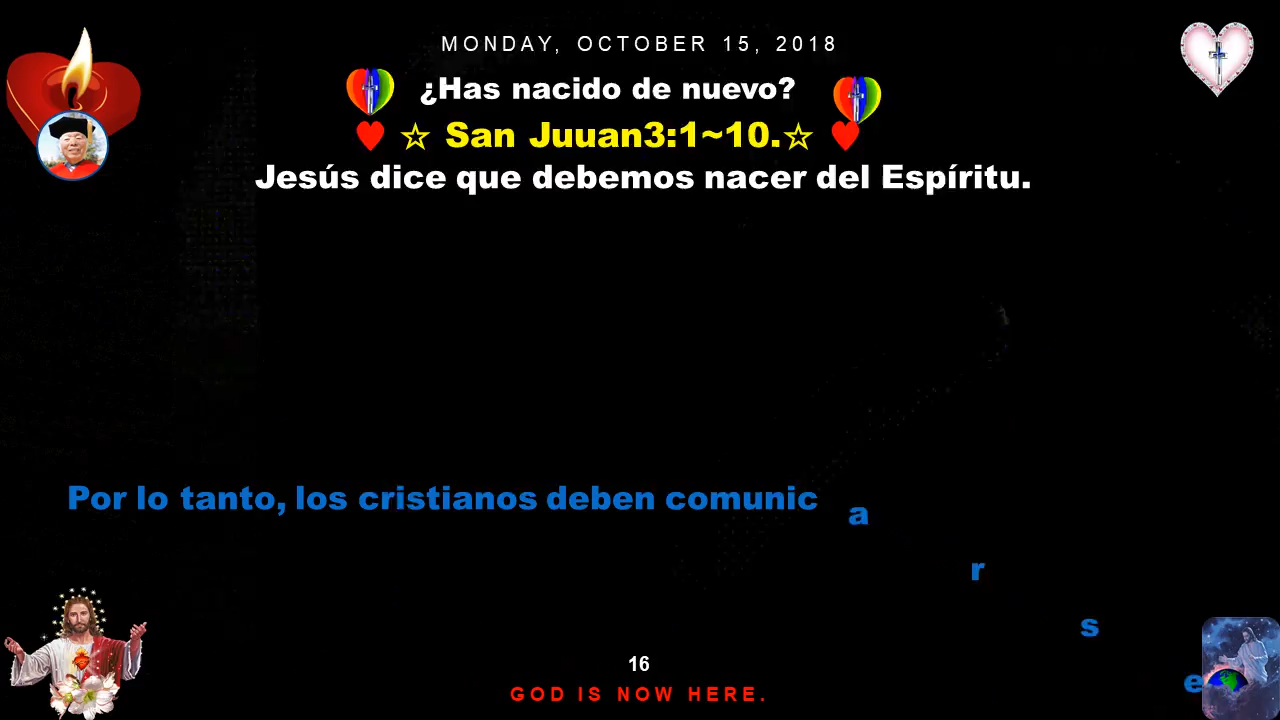 MONDAY, OCTOBER 15, 2018
¿Has nacido de nuevo?
♥ ☆ San Juuan3:1~10.☆ ♥
Jesús dice que debemos nacer del Espíritu.
Por lo tanto, los cristianos deben comunicarse
16
GOD IS NOW HERE.